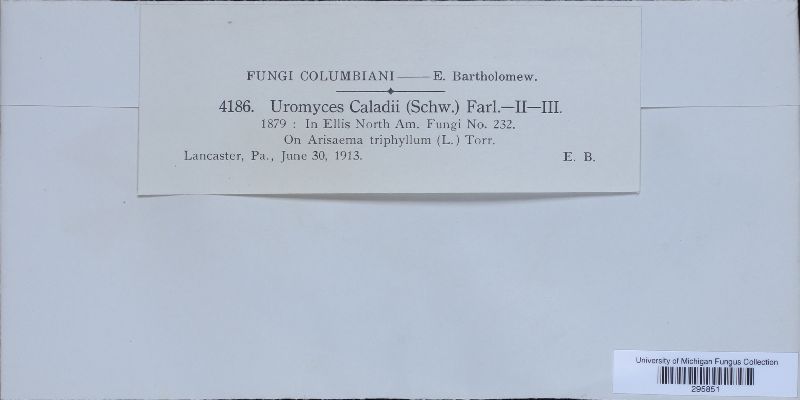 FUNGI COLUMBIANI—E. Bartholomew.
4186. Uromyces Caladii (Schw.) Farl.—II—III.
1879 : In Ellis North Am. Fungi No. 232.
On Arisaema triphyllum (L.) Torr.
Lancaster, Pa., June 30, 1913. E. B.
University of Michigan Fungus Collection
295851